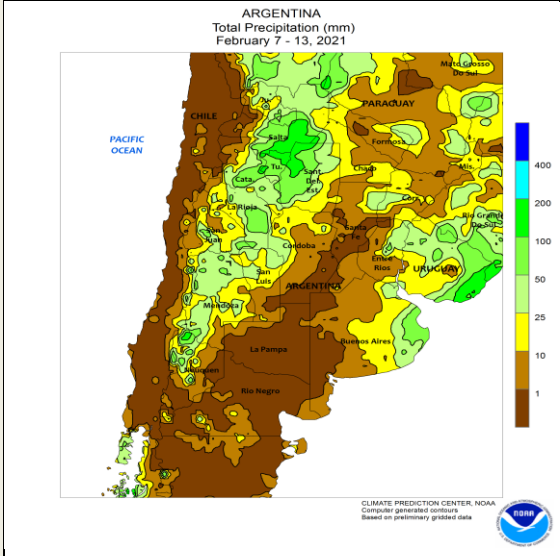 ARGENTINA
Total Precipitation (mm)
February 7 - 13, 2021
Mato Grosso
Do Sul
PARAGUAY
CHILE
PACIFIC
OCEAN
Salta
Formosa
Tu.
Chaco
Mis.
Sant.
Del
Est.
Cata.
La Rioja
Corr.
Rio Grande
Do Sul
Santa
Fe
San
Juan
Cordoba
Entre
Rios
URUGUAY
San
Luis
ARGENTINA
Mendoza
Buenos Aires
La Pampa
Neuquen
Rio Negro
400
200
100
50
25
10
1
CLIMATE PREDICTION CENTER, NOAA
Computer generated contours
Based on preliminary gridded data
NOAA